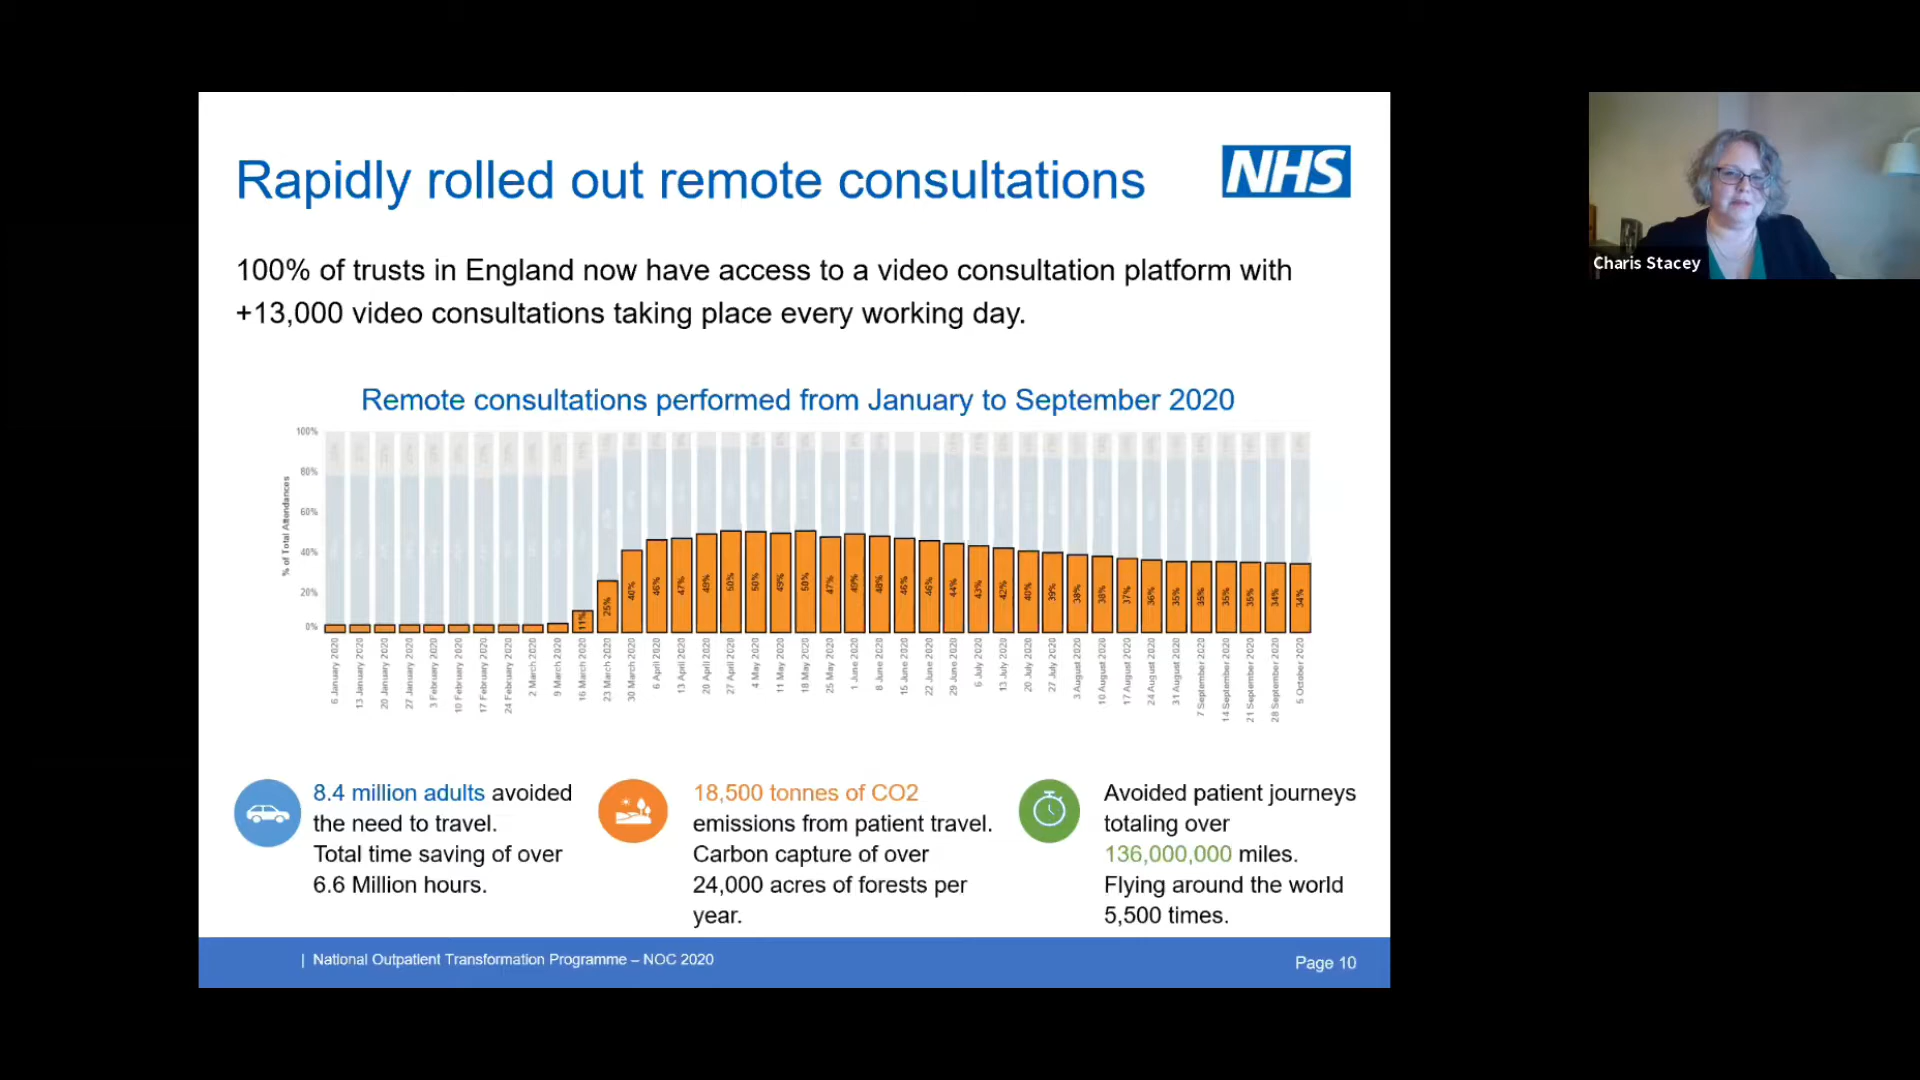 Rapidly rolled out remote consultations
NHS
100% of trusts in England now have access to a video consultation platform with
+13,000 video consultations taking place every working day.
Charis Stacey
Remote consultations performed from January to September 2020
% of Total Attendances
100%
80%
60%
40%
20%
0%
11%
25%
40%
46%
47%
49%
50%
50%
49%
50%
47%
49%
48%
46%
46%
44%
43%
42%
40%
39%
38%
38%
37%
36%
35%
35%
35%
35%
34%
34%
6 January 2020
13 January 2020
20 January 2020
27 January 2020
3 February 2020
10 February 2020
17 February 2020
24 February 2020
2 March 2020
9 March 2020
16 March 2020
23 March 2020
30 March 2020
6 April 2020
13 April 2020
20 April 2020
27 April 2020
4 May 2020
11 May 2020
18 May 2020
25 May 2020
1 June 2020
8 June 2020
15 June 2020
22 June 2020
29 June 2020
6 July 2020
13 July 2020
20 July 2020
27 July 2020
3 August 2020
10 August 2020
17 August 2020
24 August 2020
31 August 2020
7 September 2020
14 September 2020
21 September 2020
28 September 2020
5 October 2020
8.4 million adults avoided
the need to travel.
Total time saving of over
6.6 Million hours.
18,500 tonnes of CO2
emissions from patient travel.
Carbon capture of over
24,000 acres of forests per
year.
Avoided patient journeys
totaling over
136,000,000 miles.
Flying around the world
5,500 times.
| National Outpatient Transformation Programme – NOC 2020
Page 10